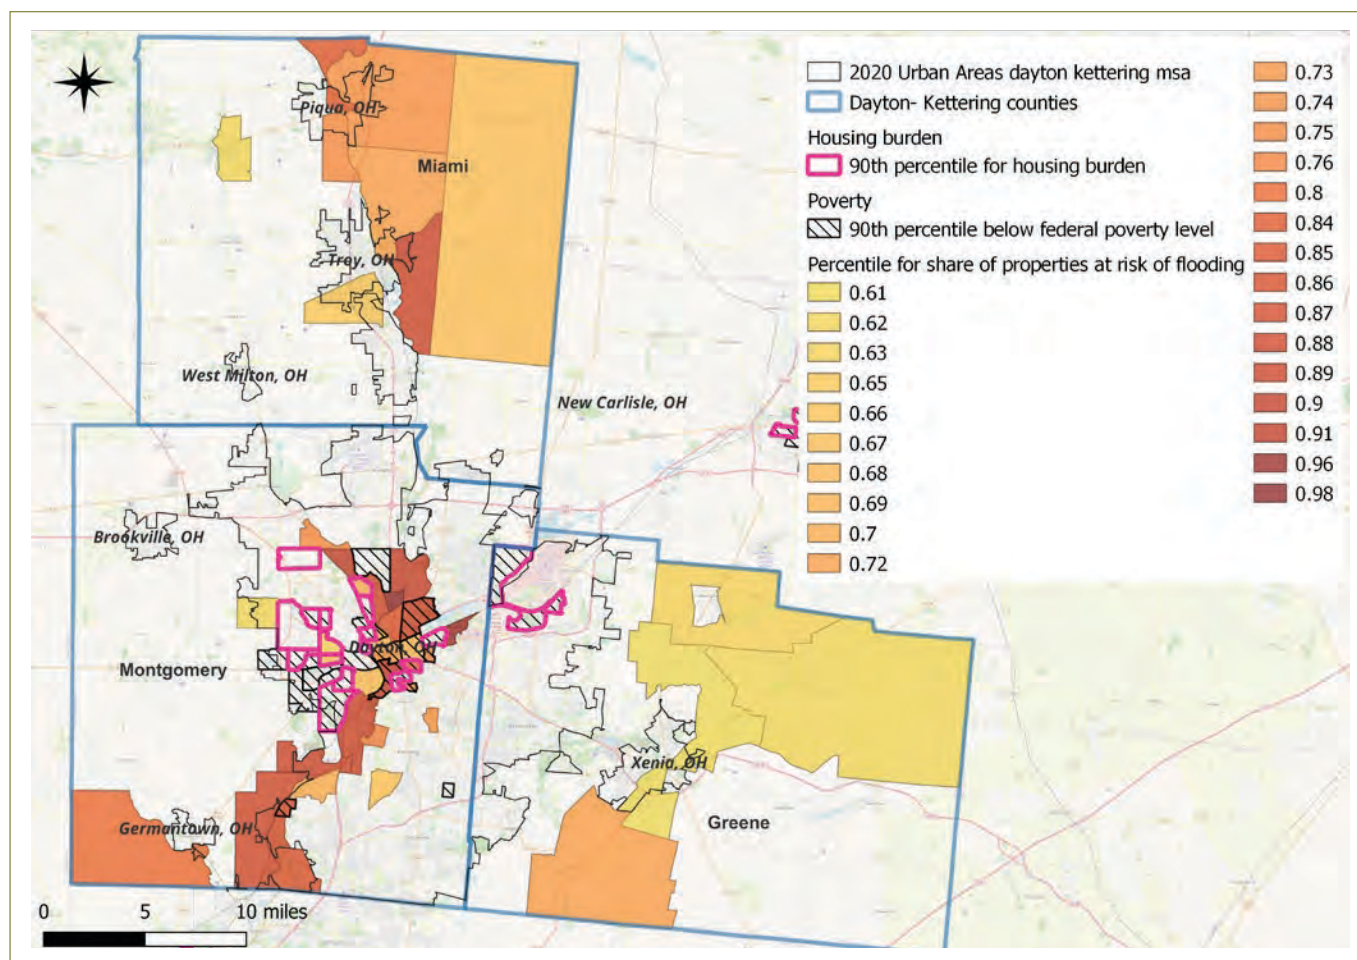 2020 Urban Areas dayton kettering msa
Dayton- Kettering counties
Housing burden
90th percentile for housing burden
Poverty
90th percentile below federal poverty level
Percentile for share of properties at risk of flooding
0.61
0.62
0.63
0.65
0.66
0.67
0.68
0.69
0.7
0.72
0.73
0.74
0.75
0.76
0.8
0.84
0.85
0.86
0.87
0.88
0.89
0.9
0.91
0.96
0.98
Piqua, OH
Miami
Troy, OH
West Milton, OH
New Carlisle, OH
Brookville, OH
Dayton, OH
Montgomery
Xenia, OH
Germantown, OH
Greene
0 5 10 miles